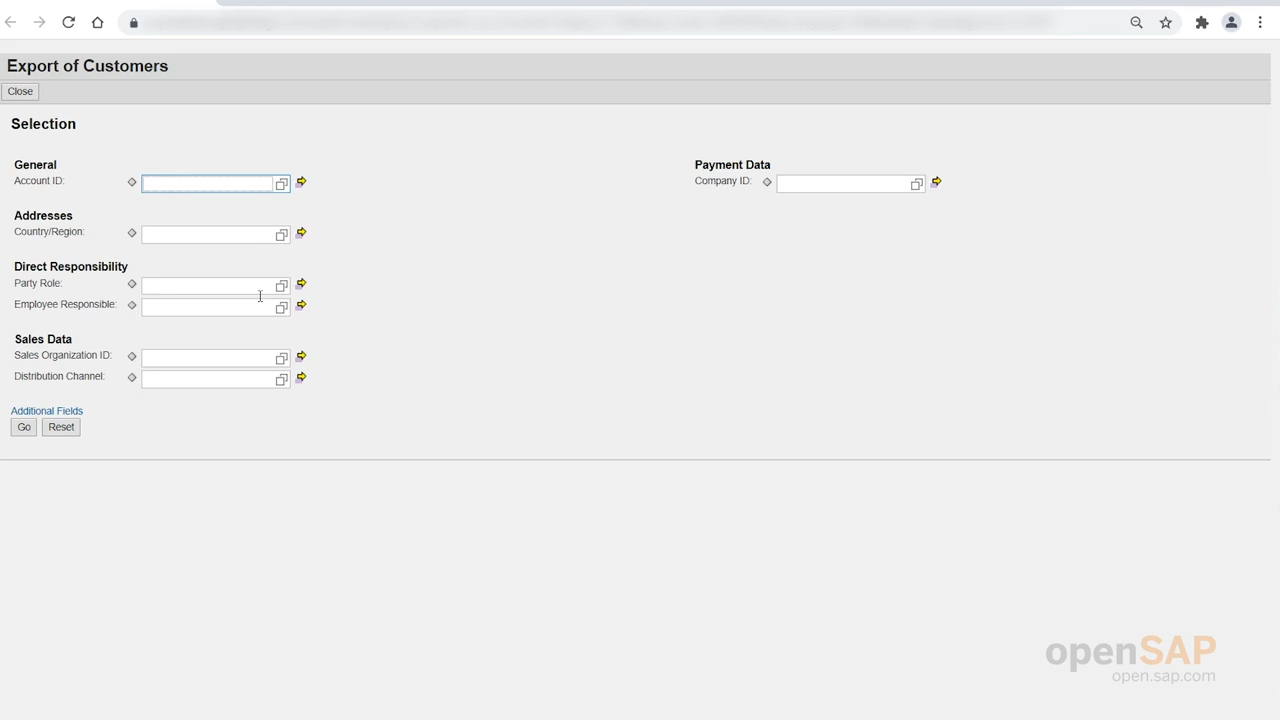 Export of Customers
Close
Selection
General
Account ID:
Addresses
Country/Region:
Direct Responsibility
Party Role:
Employee Responsible:
Sales Data
Sales Organization ID:
Distribution Channel:
Additional Fields
Go Reset
Payment Data
Company ID:
openSAP
open.sap.com